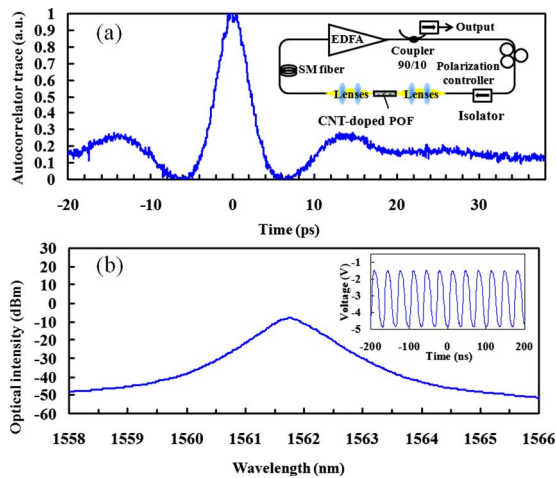 (a)
Autocorrelator trace (a.u.)
1
0.9
0.8
0.7
0.6
0.5
0.4
0.3
0.2
0.1
0
-20 -10 0 10 20 30
Time (ps)
EDFA
Output
Coupler
90/10
Polarization
controller
SM fiber
Lenses Lenses
CNT-doped POF
Isolator
(b)
Optical intensity (dBm)
30
20
10
0
-10
-20
-30
-40
-50
-60
1558 1559 1560 1561 1562 1563 1564 1565 1566
Wavelength (nm)
Voltage (V)
-1
-2
-3
-4
-5
-200 -100 0 100 200
Time (ns)